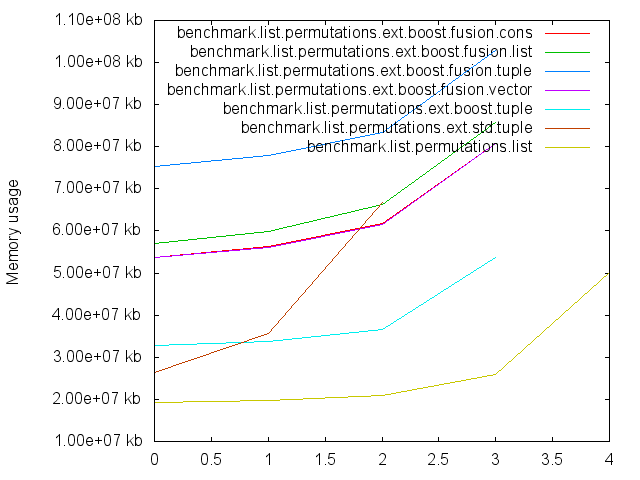 1.10e+08 kb
1.00e+08 kb
9.00e+07 kb
8.00e+07 kb
7.00e+07 kb
6.00e+07 kb
5.00e+07 kb
4.00e+07 kb
3.00e+07 kb
2.00e+07 kb
1.00e+07 kb
Memory usage
benchmark.list.permutations.ext.boost.fusion.cons
benchmark.list.permutations.ext.boost.fusion.list
benchmark.list.permutations.ext.boost.fusion.tuple
benchmark.list.permutations.ext.boost.fusion.vector
benchmark.list.permutations.ext.boost.tuple
benchmark.list.permutations.ext.std.tuple
benchmark.list.permutations.list
0 0.5 1 1.5 2 2.5 3 3.5 4